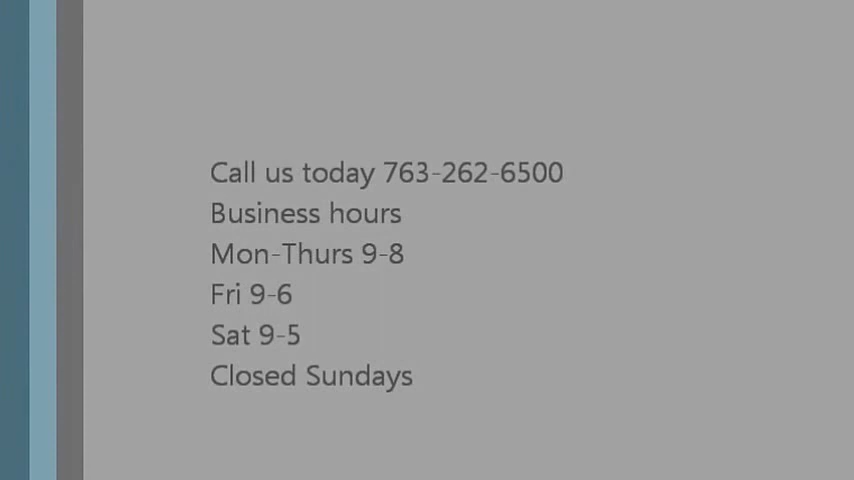 Call us today 763-262-6500
Business hours
Mon-Thurs 9-8
Fri 9-6
Sat 9-5
Closed Sundays